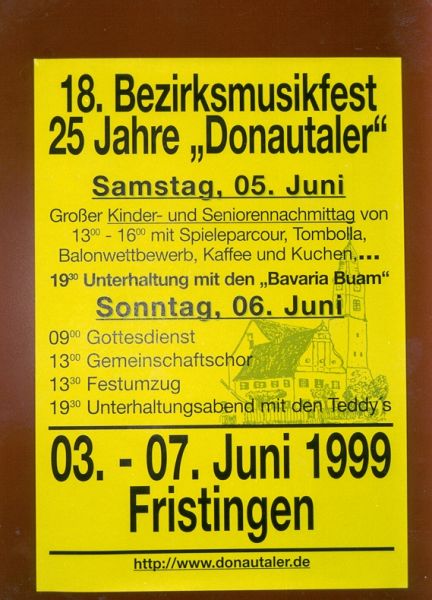 18. Bezirksmusikfest
25 Jahre „Donautaler“
Samstag, 05. Juni
Großer Kinder- und Seniorennachmittag von
13⁰⁰ - 16⁰⁰ mit Spieleparcour, Tombolla,
Balonwettbewerb, Kaffee und Kuchen,...
19³⁰ Unterhaltung mit den „Bavaria Buam“
Sonntag, 06. Juni
09⁰⁰ Gottesdienst
13⁰⁰ Gemeinschaftschor
13³⁰ Festumzug
19³⁰ Unterhaltungsabend mit den Teddy's
03. - 07. Juni 1999
Fristingen
http://www.donautaler.de